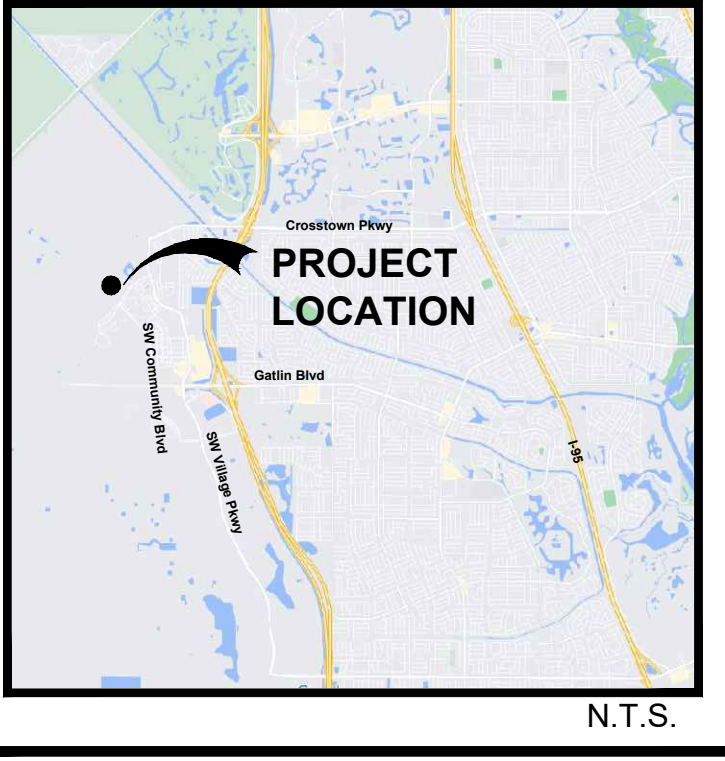 Crosstown Pkwy
PROJECT
LOCATION
SW Community Blvd
Gatlin Blvd
SW Village Pkwy
I-95
N.T.S.